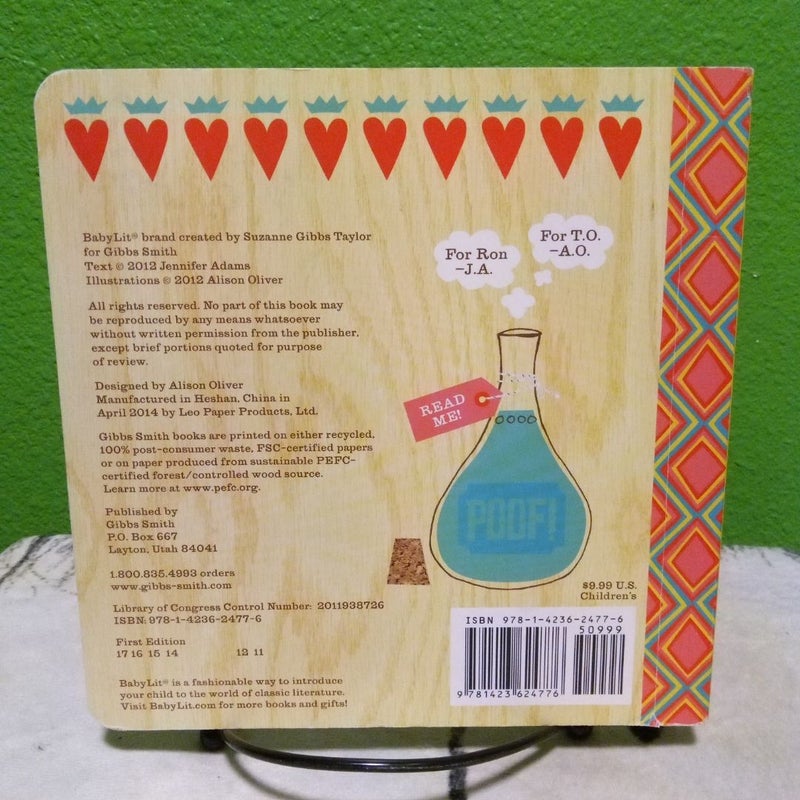 BabyLit® brand created by Suzanne Gibbs Taylor
for Gibbs Smith
Text © 2012 Jennifer Adams
Illustrations © 2012 Alison Oliver
All rights reserved. No part of this book may
be reproduced by any means whatsoever
without written permission from the publisher,
except brief portions quoted for purpose
of review.
Designed by Alison Oliver
Manufactured in Heshan, China in
April 2014 by Leo Paper Products, Ltd.
Gibbs Smith books are printed on either recycled,
100% post-consumer waste, FSC-certified papers
or on paper produced from sustainable PEFC-
certified forest/controlled wood source.
Learn more at www.pefc.org.
Published by
Gibbs Smith
P.O. Box 667
Layton, Utah 84041
1.800.835.4993 orders
www.gibbs-smith.com
Library of Congress Control Number: 2011938726
ISBN: 978-1-4236-2477-6
First Edition
17 16 15 14 12 11
BabyLit® is a fashionable way to introduce
your child to the world of classic literature.
Visit BabyLit.com for more books and gifts!
For Ron
–J.A.
For T.O.
–A.O.
READ
ME!
POOF!
$9.99 U.S.
Children's
ISBN 978-1-4236-2477-6
50999
9 781423 624776